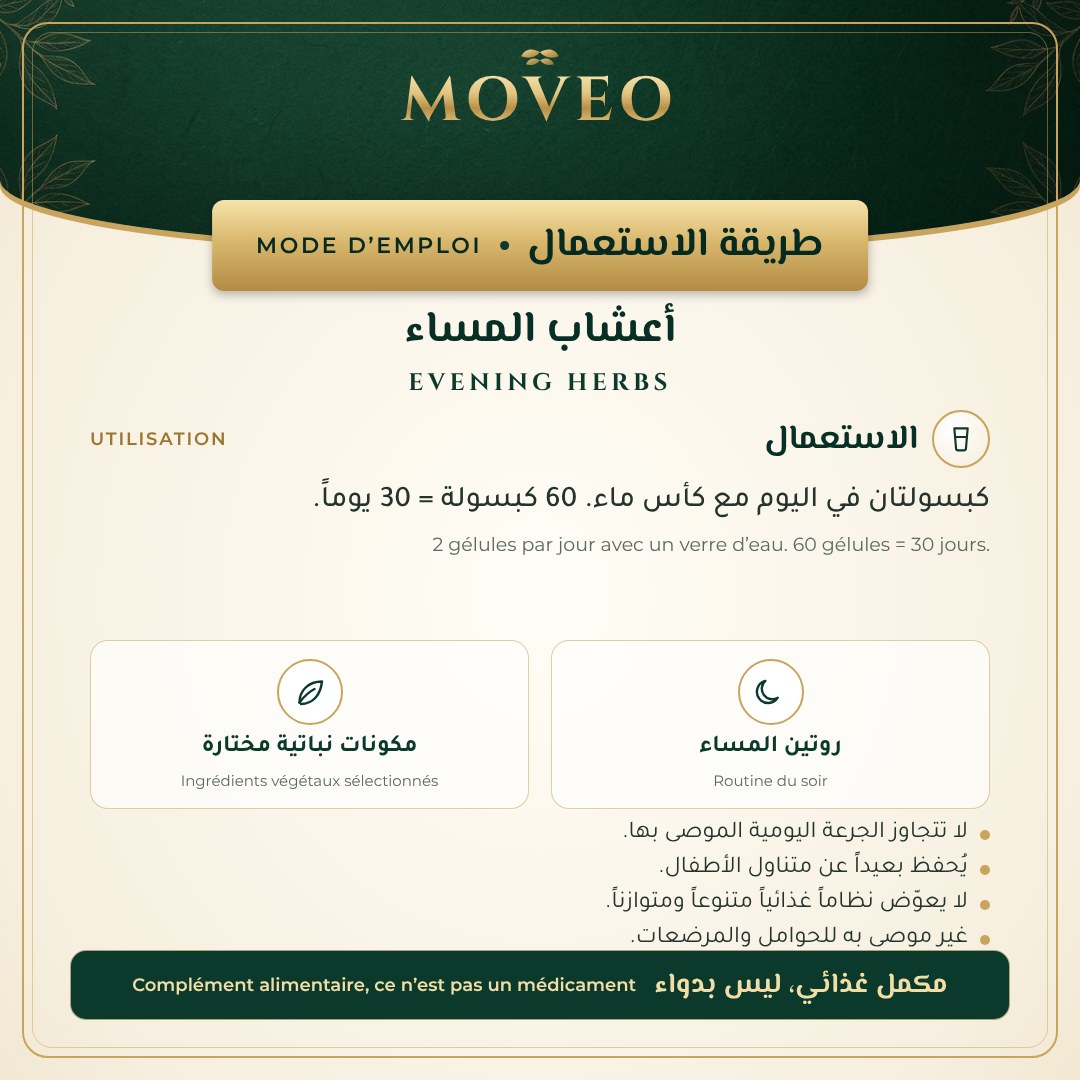 MOVEO
طريقة الاستعمال • MODE D’EMPLOI
أعشاب المساء
EVENING HERBS
الاستعمال
UTILISATION
كبسولتان في اليوم مع كأس ماء. 60 كبسولة = 30 يوماً.
2 gélules par jour avec un verre d’eau. 60 gélules = 30 jours.
روتين المساء
Routine du soir
مكونات نباتية مختارة
Ingrédients végétaux sélectionnés
لا تتجاوز الجرعة اليومية الموصى بها.
يُحفظ بعيداً عن متناول الأطفال.
لا يعوّض نظاماً غذائياً متنوعاً ومتوازناً.
غير موصى به للحوامل والمرضعات.
مكمل غذائي، ليس بدواء Complément alimentaire, ce n’est pas un médicament